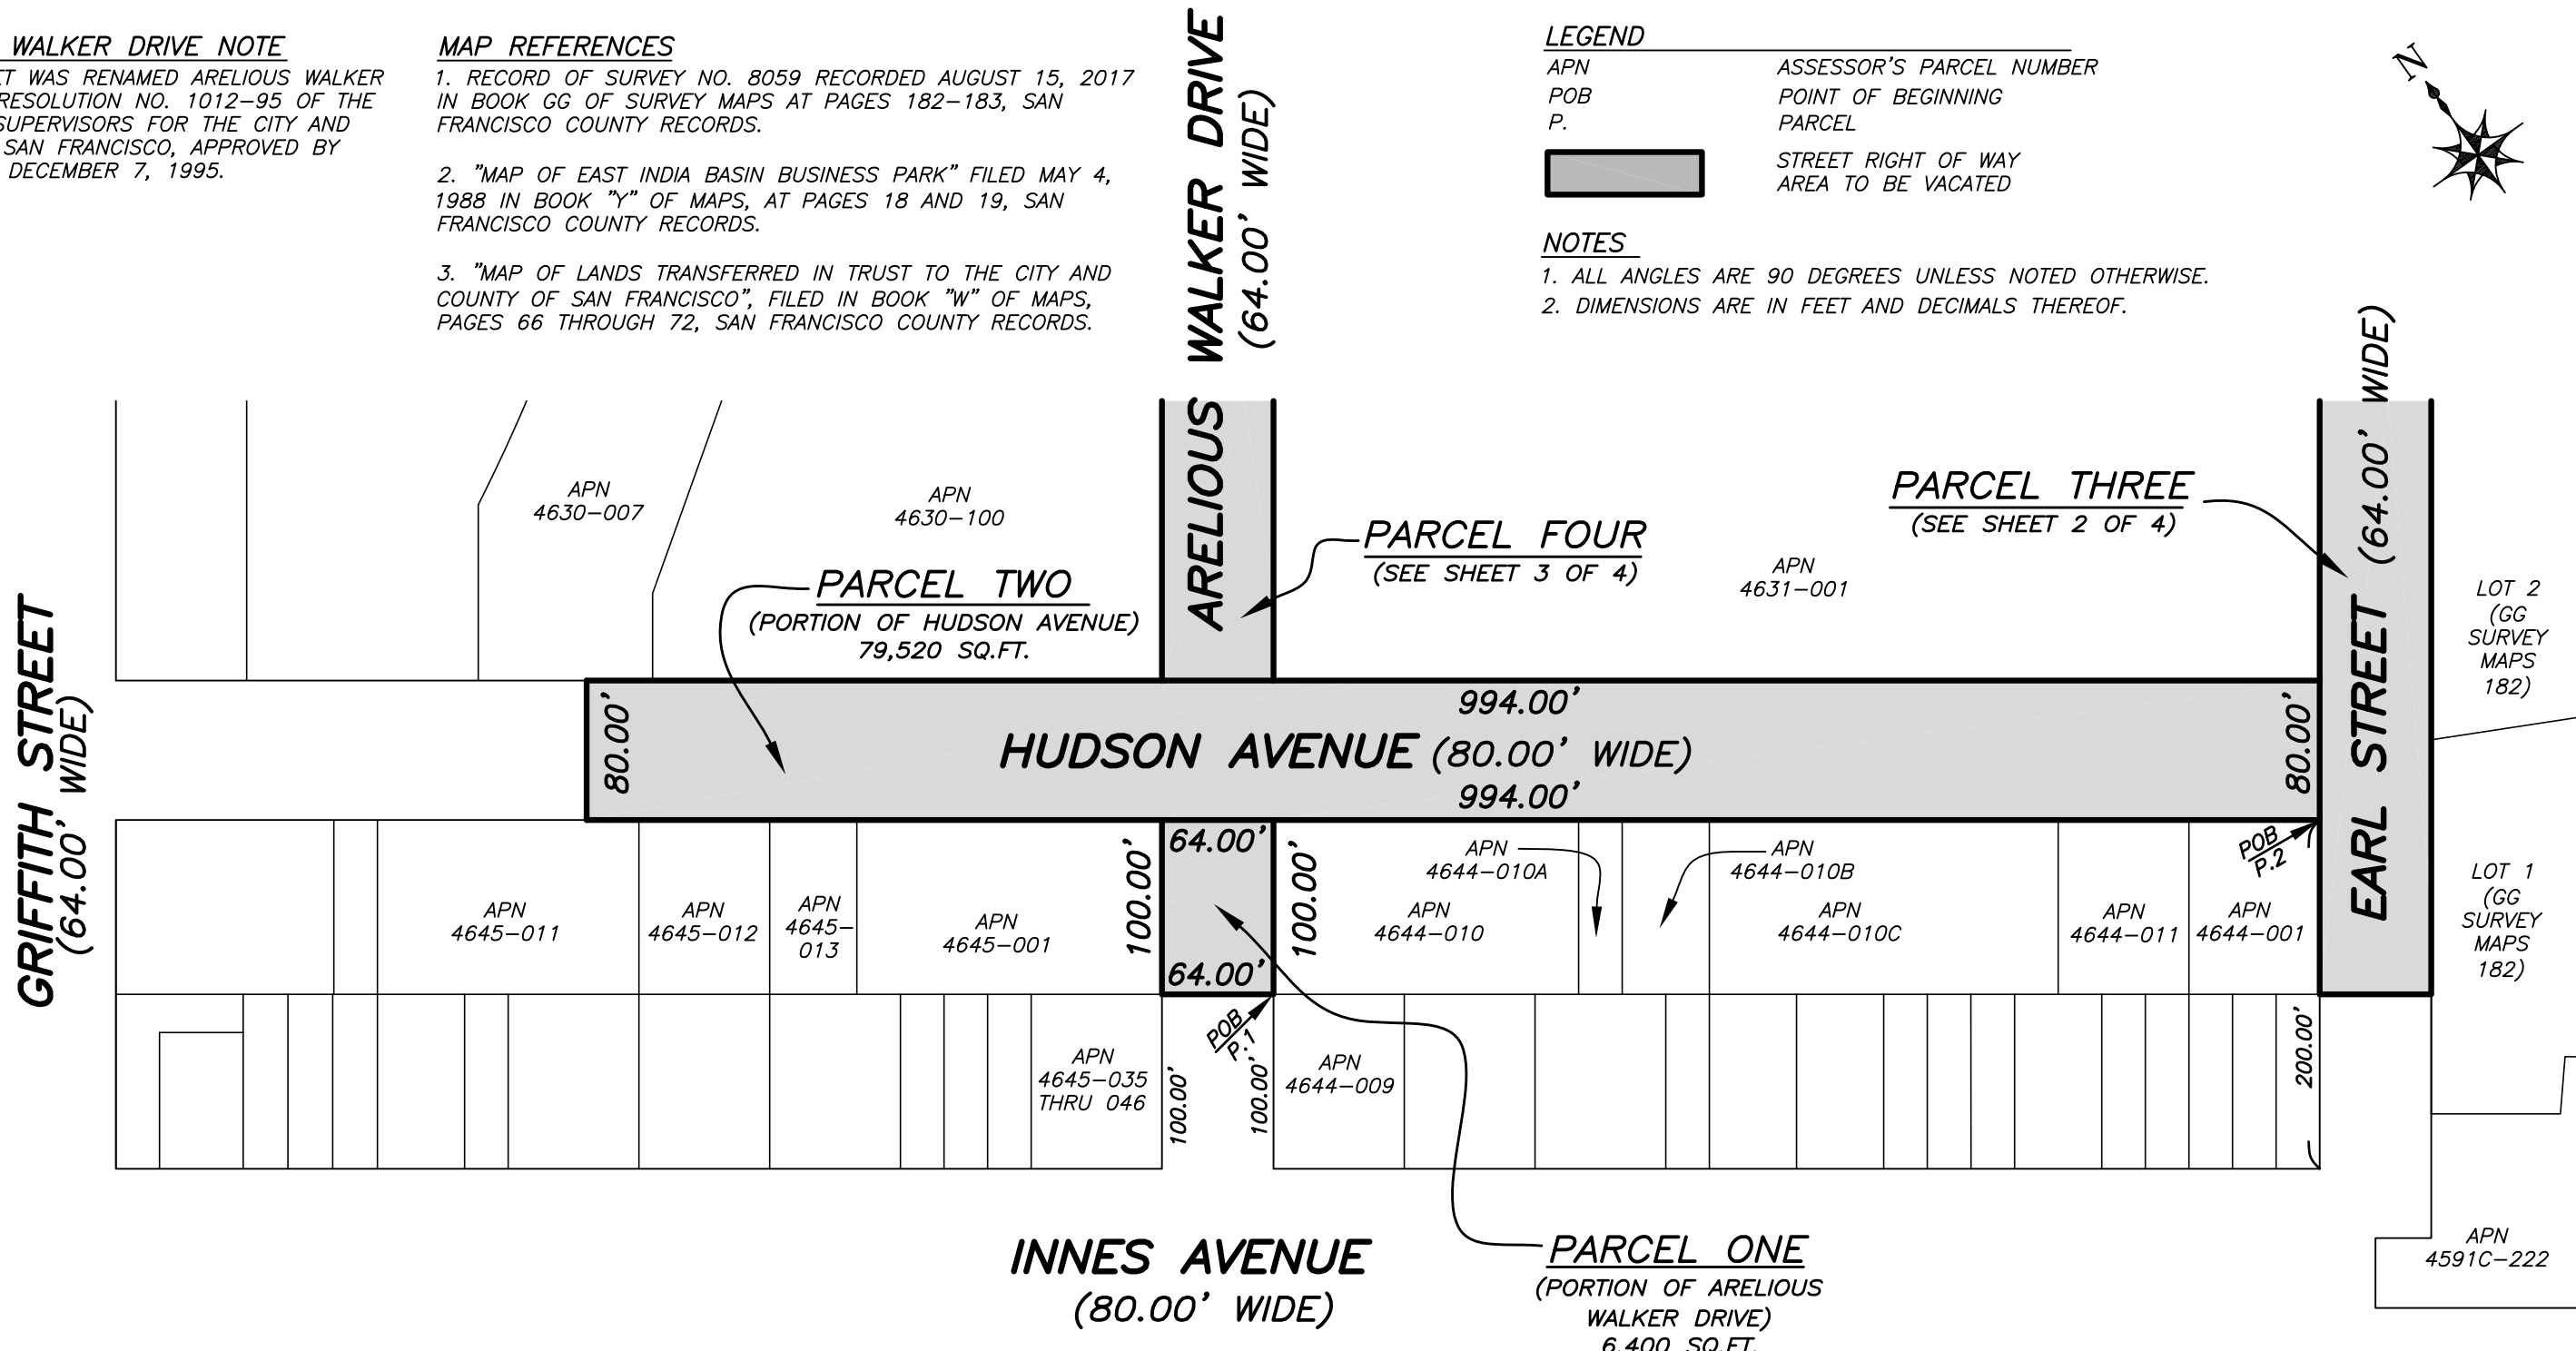 WALKER DRIVE NOTE
ET WAS RENAMED ARELIOUS WALKER
RESOLUTION NO. 1012-95 OF THE
SUPERVISORS FOR THE CITY AND
SAN FRANCISCO, APPROVED BY
DECEMBER 7, 1995.
MAP REFERENCES
1. RECORD OF SURVEY NO. 8059 RECORDED AUGUST 15, 2017
IN BOOK GG OF SURVEY MAPS AT PAGES 182-183, SAN
FRANCISCO COUNTY RECORDS.
2. "MAP OF EAST INDIA BASIN BUSINESS PARK" FILED MAY 4,
1988 IN BOOK "Y" OF MAPS, AT PAGES 18 AND 19, SAN
FRANCISCO COUNTY RECORDS.
3. "MAP OF LANDS TRANSFERRED IN TRUST TO THE CITY AND
COUNTY OF SAN FRANCISCO", FILED IN BOOK "W" OF MAPS,
PAGES 66 THROUGH 72, SAN FRANCISCO COUNTY RECORDS.
ARELIOUS WALKER DRIVE
(64.00' WIDE)
LEGEND
APN ASSESSOR'S PARCEL NUMBER
POB POINT OF BEGINNING
P. PARCEL
STREET RIGHT OF WAY
AREA TO BE VACATED
NOTES
1. ALL ANGLES ARE 90 DEGREES UNLESS NOTED OTHERWISE.
2. DIMENSIONS ARE IN FEET AND DECIMALS THEREOF.
N
APN
4630-007
APN
4630-100
PARCEL TWO
(PORTION OF HUDSON AVENUE)
79,520 SQ.FT.
PARCEL FOUR
(SEE SHEET 3 OF 4)
APN
4631-001
PARCEL THREE
(SEE SHEET 2 OF 4)
EARL STREET (64.00' WIDE)
LOT 2
(GG
SURVEY
MAPS
182)
GRIFFITH STREET
(64.00' WIDE)
80.00'
994.00'
HUDSON AVENUE (80.00' WIDE)
994.00'
80.00'
POB
P.2
APN
4645-011
APN
4645-012
APN
4645-
013
APN
4645-001
100.00'
64.00'
64.00'
100.00'
APN
4644-010A
APN
4644-010B
APN
4644-010
APN
4644-010C
APN
4644-011
APN
4644-001
LOT 1
(GG
SURVEY
MAPS
182)
POB
P.1
APN
4645-035
THRU 046
100.00'
100.00'
APN
4644-009
200.00'
INNES AVENUE
(80.00' WIDE)
PARCEL ONE
(PORTION OF ARELIOUS
WALKER DRIVE)
6,400 SQ.FT.
APN
4591C-222